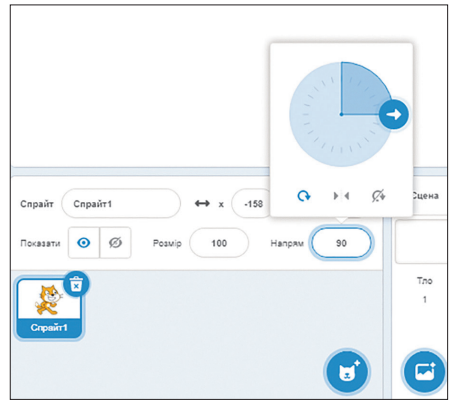 Спрайт Спрайт1 x -158 Сцена
Показати Розмір 100 Напрям 90
Тло
1
Спрайт1